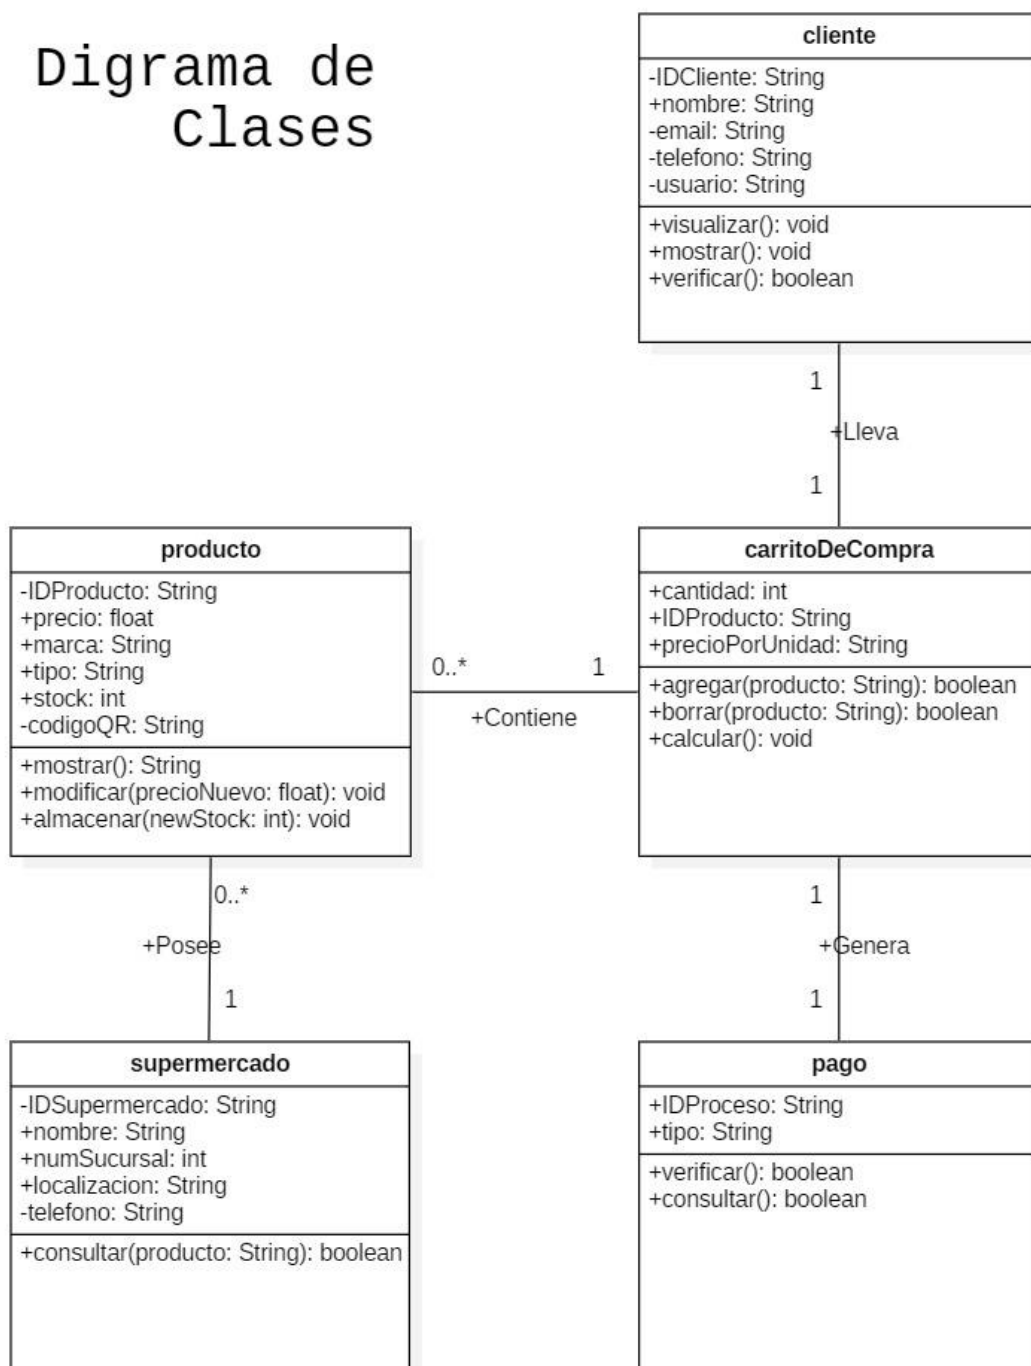 Digrama de
Clases
cliente
-IDCliente: String
+nombre: String
-email: String
-telefono: String
-usuario: String
+visualizar(): void
+mostrar(): void
+verificar(): boolean
1
+Lleva
1
producto
-IDProducto: String
+precio: float
+marca: String
+tipo: String
+stock: int
-codigoQR: String
+mostrar(): String
+modificar(precioNuevo: float): void
+almacenar(newStock: int): void
0..*
1
+Contiene
carritoDeCompra
+cantidad: int
+IDProducto: String
+precioPorUnidad: String
+agregar(producto: String): boolean
+borrar(producto: String): boolean
+calcular(): void
0..*
+Posee
1
1
+Genera
1
supermercado
-IDSupermercado: String
+nombre: String
+numSucursal: int
+localizacion: String
-telefono: String
+consultar(producto: String): boolean
pago
+IDProceso: String
+tipo: String
+verificar(): boolean
+consultar(): boolean